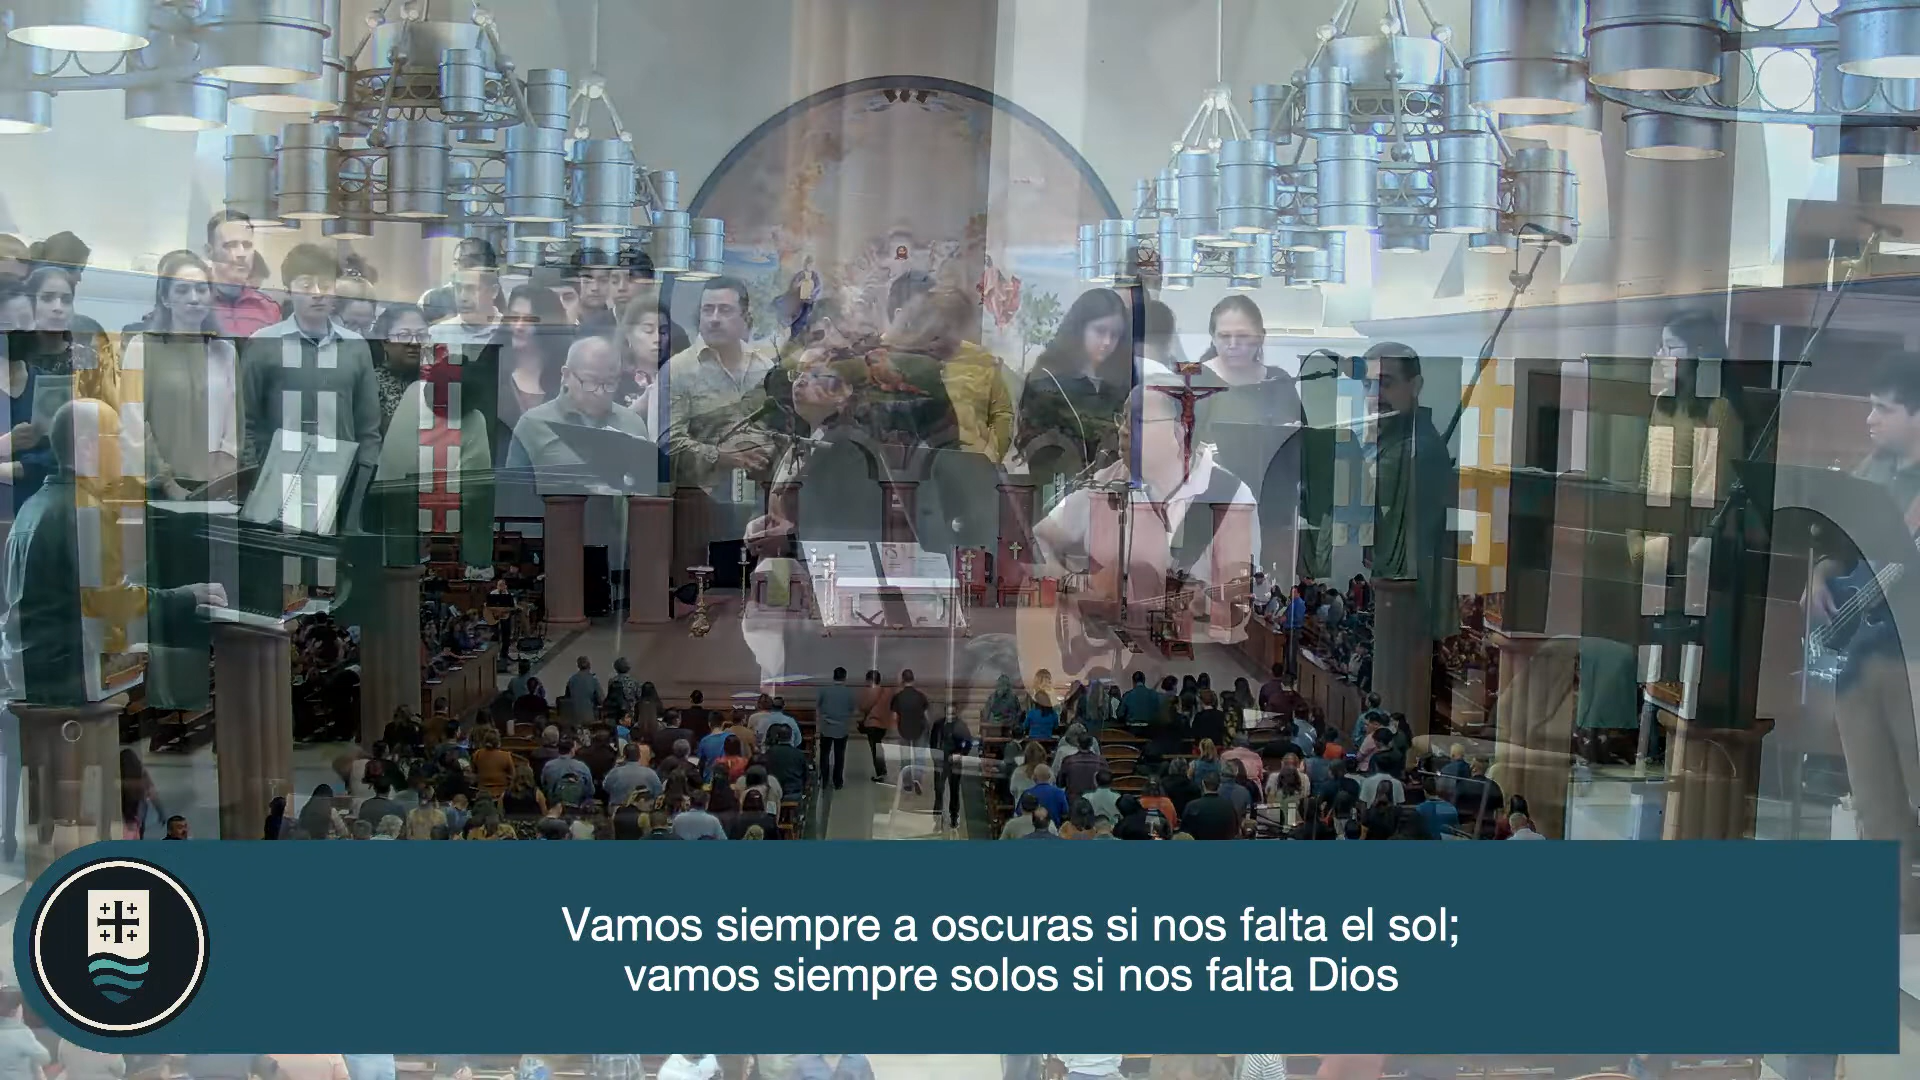 Vamos siempre a oscuras si nos falta el sol;
vamos siempre solos si nos falta Dios